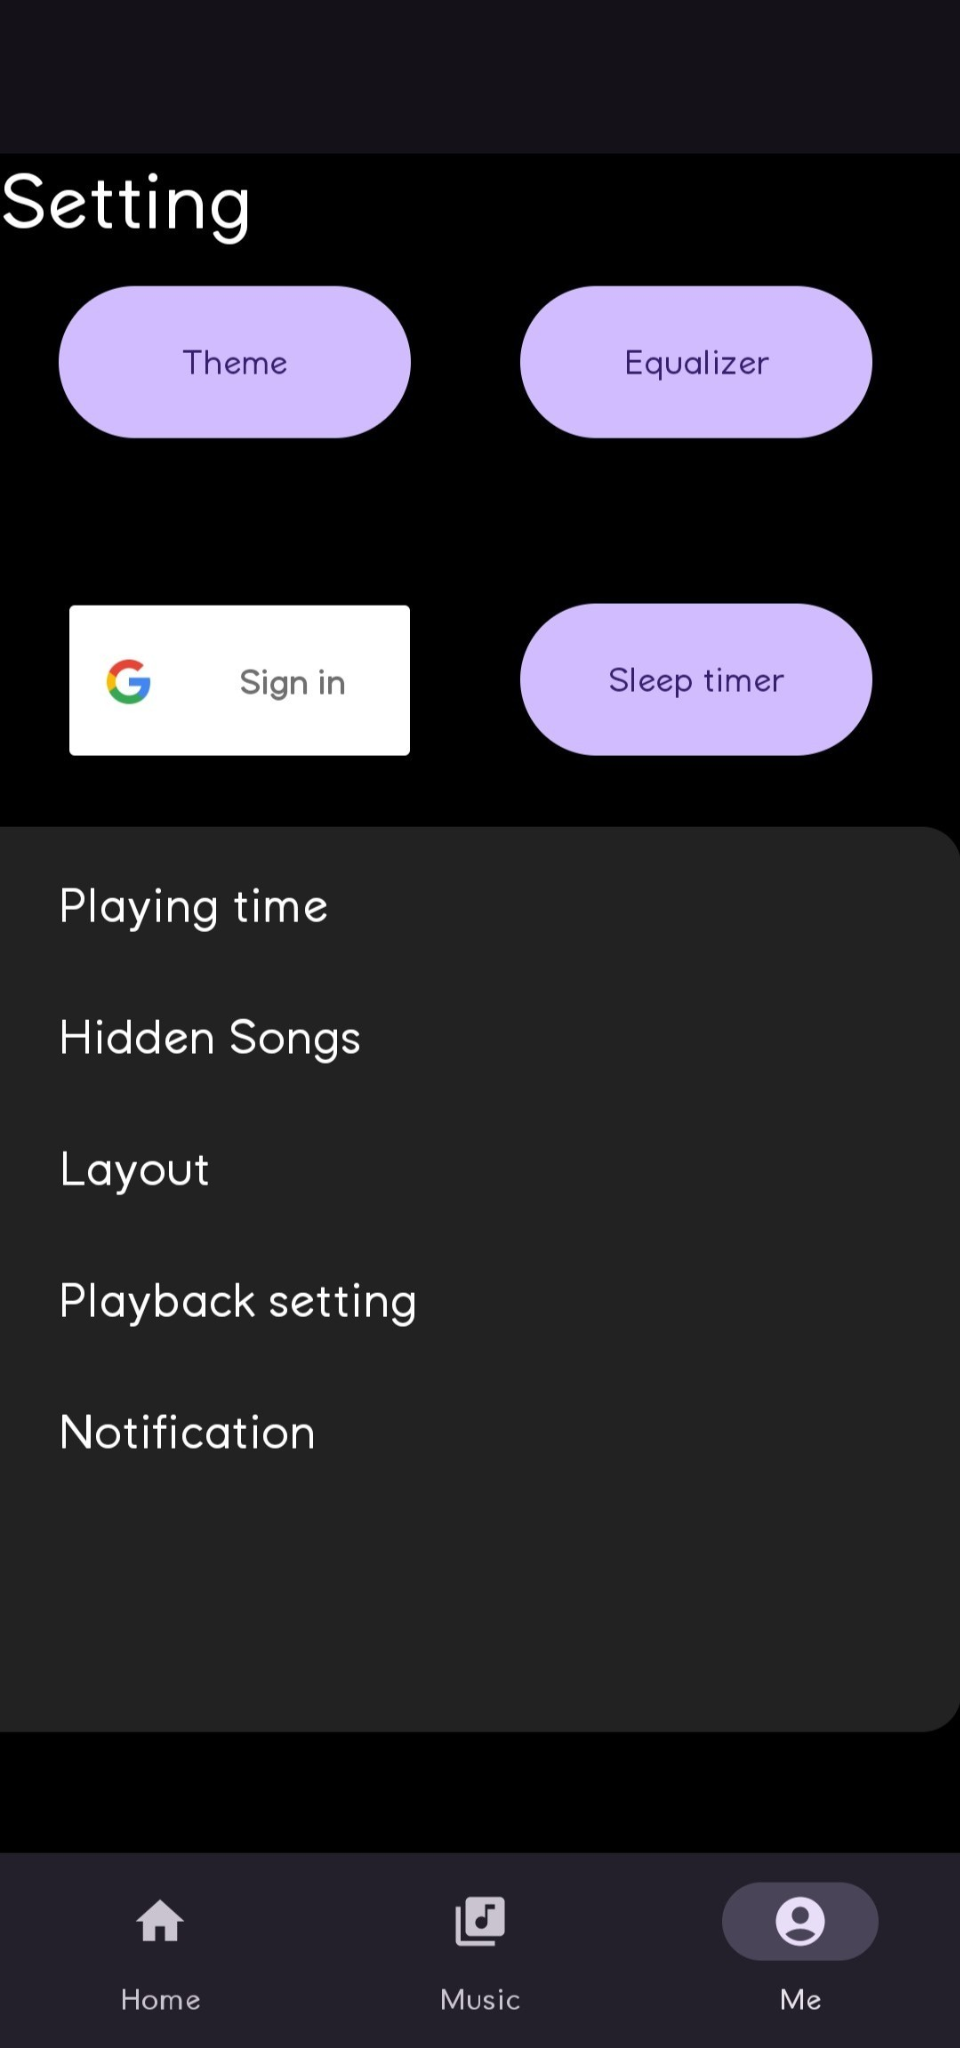 Setting
Theme
Equalizer
Sign in
Sleep timer
Playing time
Hidden Songs
Layout
Playback setting
Notification
Home
Music
Me